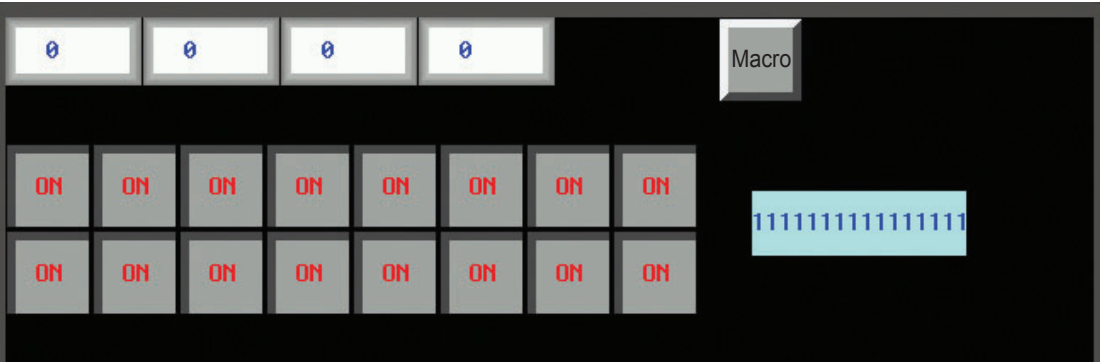 0 0 0 0 Macro
ON ON ON ON ON ON ON ON
1111111111111111
ON ON ON ON ON ON ON ON